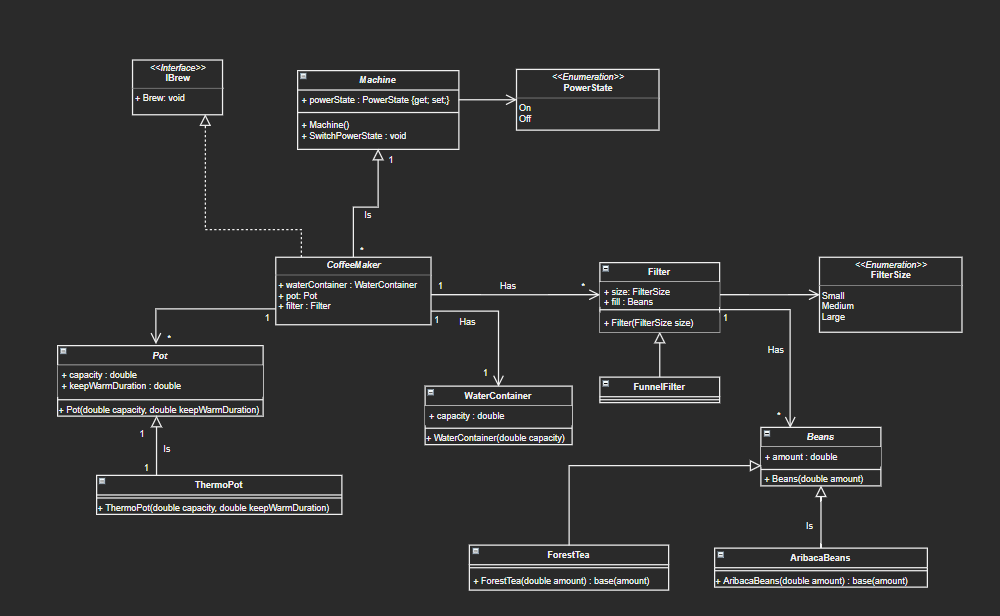 <<Interface>>
IBrew
+ Brew: void
Machine
+ powerState : PowerState {get; set;}
+ Machine()
+ SwitchPowerState : void
<<Enumeration>>
PowerState
On
Off
1
Is
*
CoffeeMaker
+ waterContainer : WaterContainer
+ pot: Pot
+ filter : Filter
1
Has
*
Filter
+ size: FilterSize
+ fill : Beans
+ Filter(FilterSize size)
<<Enumeration>>
FilterSize
Small
Medium
Large
1
*
1
Has
1
1
Has
*
Pot
+ capacity : double
+ keepWarmDuration : double
+ Pot(double capacity, double keepWarmDuration)
WaterContainer
+ capacity : double
+ WaterContainer(double capacity)
FunnelFilter
Beans
+ amount : double
+ Beans(double amount)
1
Is
1
ThermoPot
+ ThermoPot(double capacity, double keepWarmDuration)
Is
ForestTea
+ ForestTea(double amount) : base(amount)
AribacaBeans
+ AribacaBeans(double amount) : base(amount)